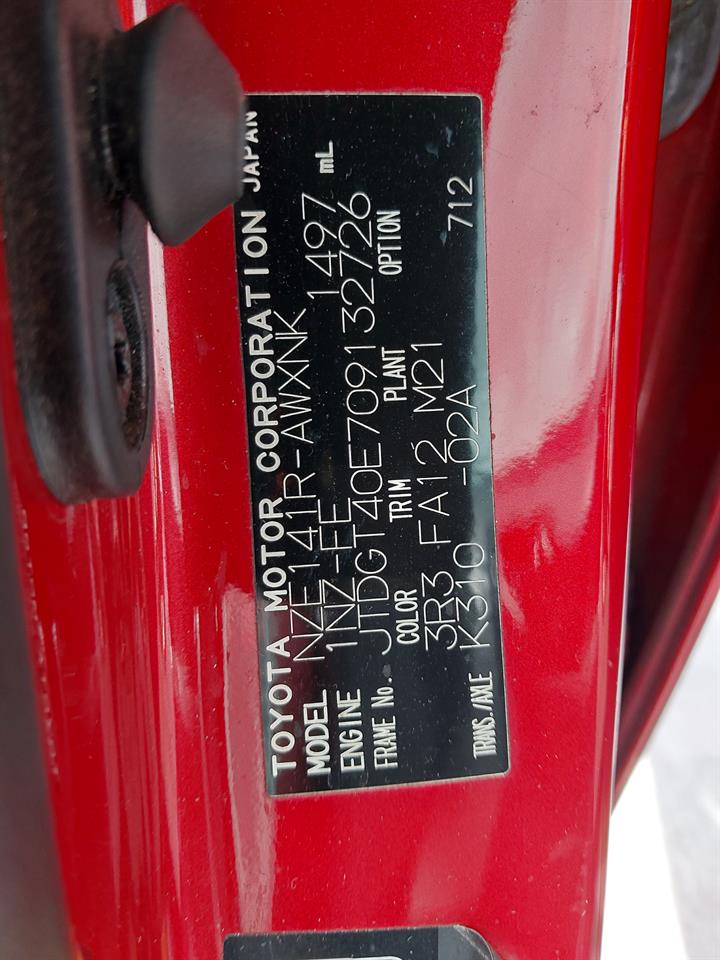 TOYOTA MOTOR CORPORATION JAPAN
MODEL NZE141R-AWXNK
ENGINE 1NZ-FE 1497 mL
FRAME No. JTDGT40E709132726
COLOR TRIM PLANT OPTION
3R3 FA12 M21
TRANS./AXLE K310 -02A 712